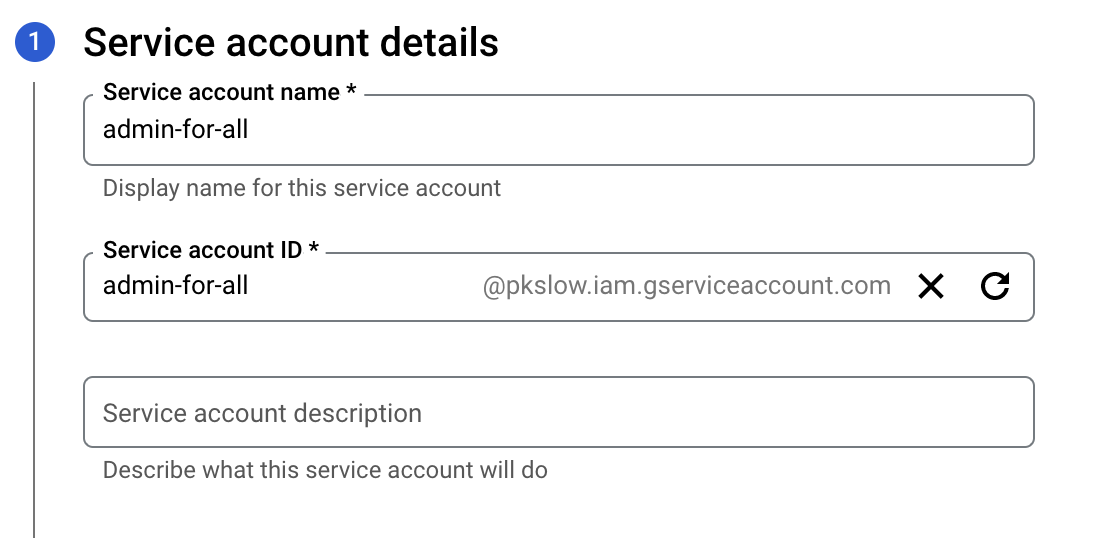 1 Service account details
Service account name *
admin-for-all
Display name for this service account
Service account ID *
admin-for-all @pkslow.iam.gserviceaccount.com
Service account description
Describe what this service account will do